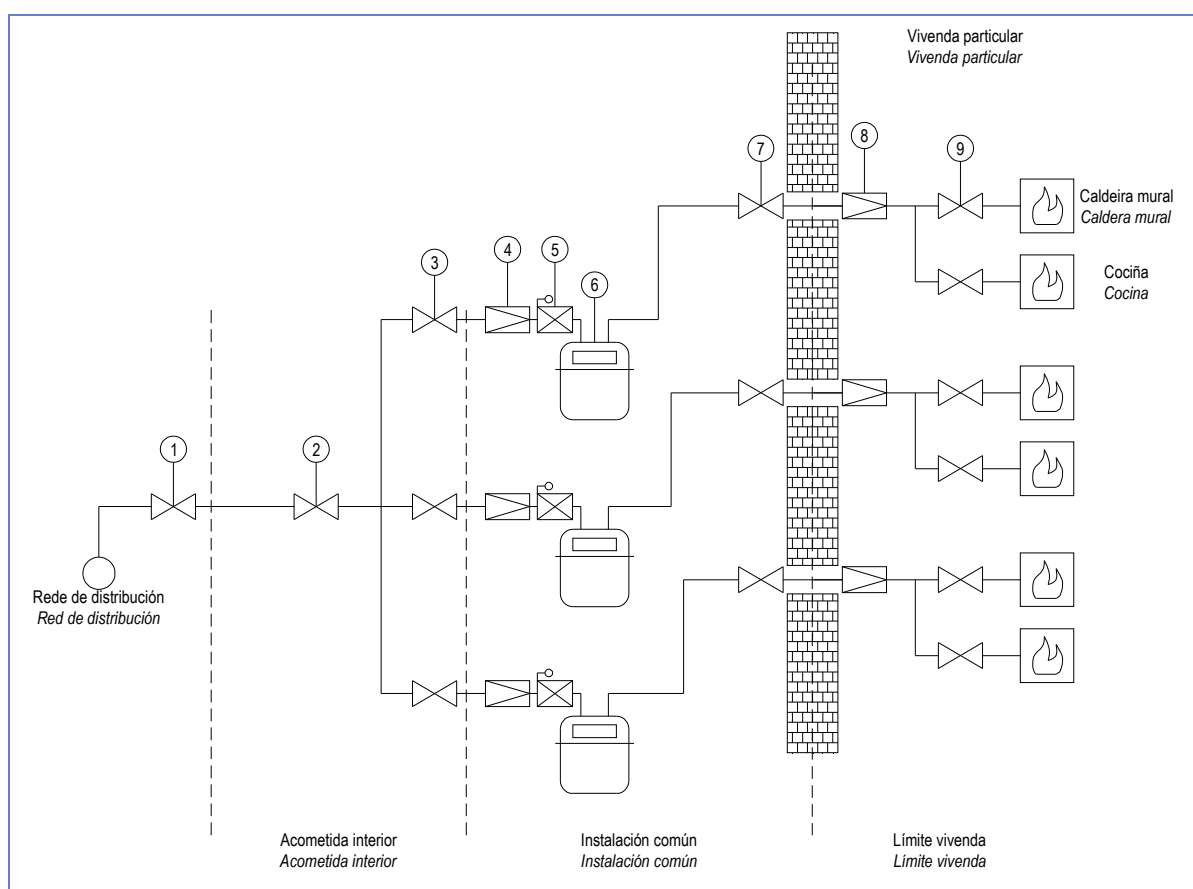 Vivenda particular
Vivenda particular
7
8
9
Caldeira mural
Caldera mural
3
4
5
6
Cociña
Cocina
1
2
Rede de distribución
Red de distribución
Acometida interior
Acometida interior
Instalación común
Instalación común
Límite vivenda
Límite vivenda